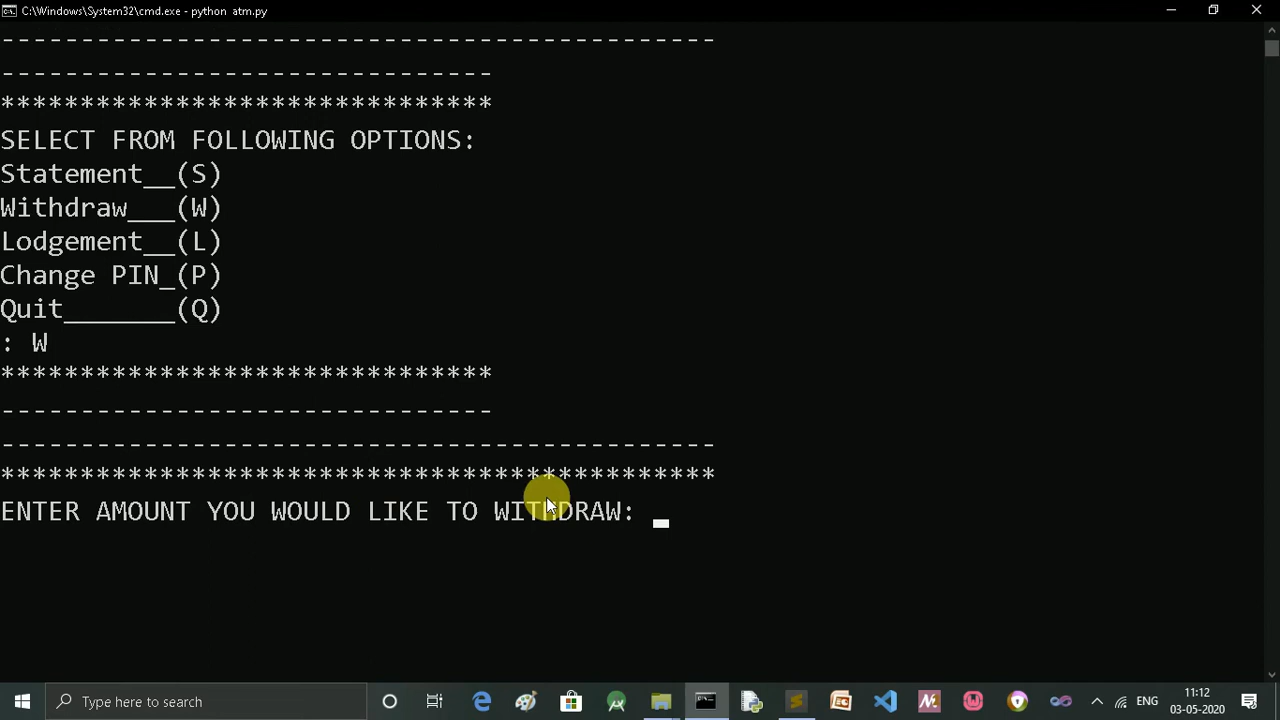 C:\Windows\System32\cmd.exe - python  atm.py
---------------------------------------------
-------------------------------
*******************************
SELECT FROM FOLLOWING OPTIONS:
Statement__(S)
Withdraw___(W)
Lodgement__(L)
Change PIN_(P)
Quit_______(Q)
: W
*******************************
-------------------------------
---------------------------------------------
*********************************************
ENTER AMOUNT YOU WOULD LIKE TO WITHDRAW:
Type here to search
ENG
11:12
03-05-2020